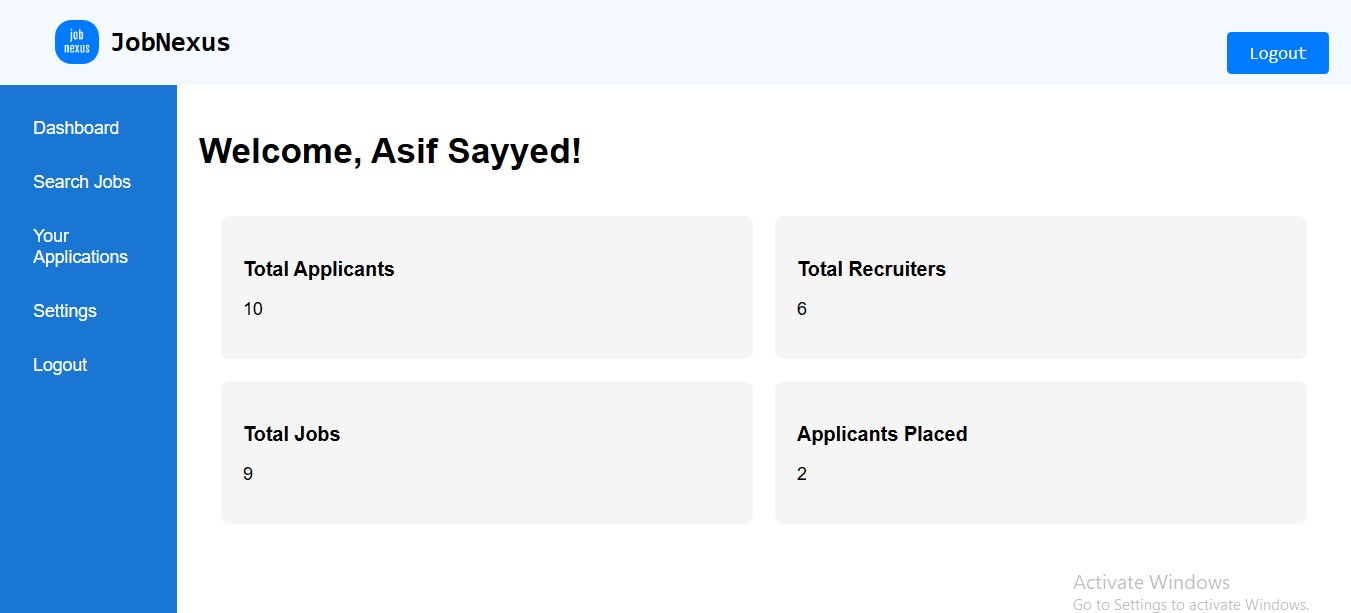 job
nexus
JobNexus
Logout
Dashboard
Search Jobs
Your
Applications
Settings
Logout
Welcome, Asif Sayyed!
Total Applicants
10
Total Recruiters
6
Total Jobs
9
Applicants Placed
2
Activate Windows
Go to Settings to activate Windows.